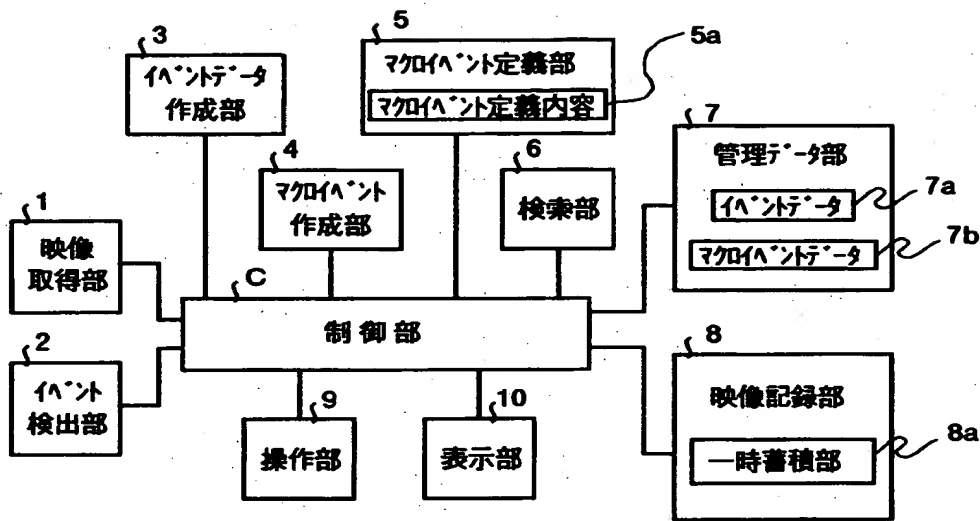 3
イベントデータ
作成部
5
マクロイベント定義部
マクロイベント定義内容
5a
4
マクロイベント
作成部
6
検索部
7
管理データ部
イベントデータ
7a
マクロイベントデータ
7b
1
映像
取得部
C
制御部
2
イベント
検出部
8
映像記録部
一時蓄積部
8a
9
操作部
10
表示部